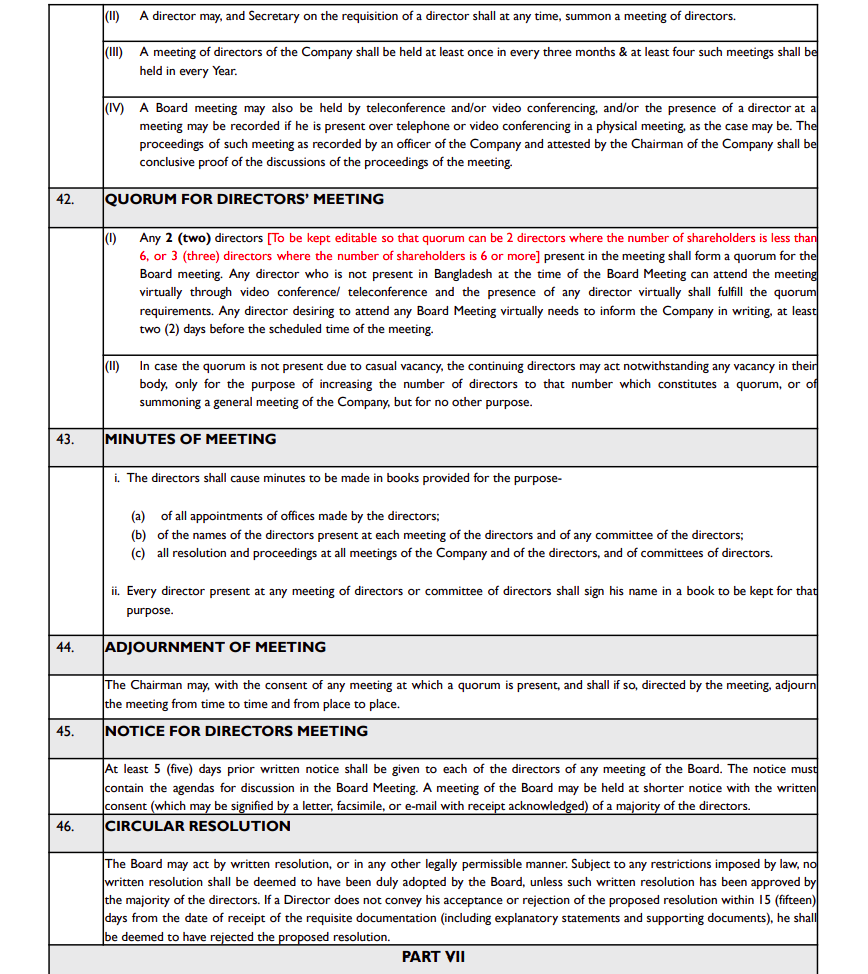 (II) A director may, and Secretary on the requisition of a director shall at any time, summon a meeting of directors.
(III) A meeting of directors of the Company shall be held at least once in every three months & at least four such meetings shall be
held in every Year.
(IV) A Board meeting may also be held by teleconference and/or video conferencing, and/or the presence of a director at a
meeting may be recorded if he is present over telephone or video conferencing in a physical meeting, as the case may be. The
proceedings of such meeting as recorded by an officer of the Company and attested by the Chairman of the Company shall be
conclusive proof of the discussions of the proceedings of the meeting.
42. QUORUM FOR DIRECTORS’ MEETING
(I) Any 2 (two) directors [To be kept editable so that quorum can be 2 directors where the number of shareholders is less than
6, or 3 (three) directors where the number of shareholders is 6 or more] present in the meeting shall form a quorum for the
Board meeting. Any director who is not present in Bangladesh at the time of the Board Meeting can attend the meeting
virtually through video conference/ teleconference and the presence of any director virtually shall fulfill the quorum
requirements. Any director desiring to attend any Board Meeting virtually needs to inform the Company in writing, at least
two (2) days before the scheduled time of the meeting.
(II) In case the quorum is not present due to casual vacancy, the continuing directors may act notwithstanding any vacancy in their
body, only for the purpose of increasing the number of directors to that number which constitutes a quorum, or of
summoning a general meeting of the Company, but for no other purpose.
43. MINUTES OF MEETING
i. The directors shall cause minutes to be made in books provided for the purpose-
(a) of all appointments of offices made by the directors;
(b) of the names of the directors present at each meeting of the directors and of any committee of the directors;
(c) all resolution and proceedings at all meetings of the Company and of the directors, and of committees of directors.
ii. Every director present at any meeting of directors or committee of directors shall sign his name in a book to be kept for that
purpose.
44. ADJOURNMENT OF MEETING
The Chairman may, with the consent of any meeting at which a quorum is present, and shall if so, directed by the meeting, adjourn
the meeting from time to time and from place to place.
45. NOTICE FOR DIRECTORS MEETING
At least 5 (five) days prior written notice shall be given to each of the directors of any meeting of the Board. The notice must
contain the agendas for discussion in the Board Meeting. A meeting of the Board may be held at shorter notice with the written
consent (which may be signified by a letter, facsimile, or e-mail with receipt acknowledged) of a majority of the directors.
46. CIRCULAR RESOLUTION
The Board may act by written resolution, or in any other legally permissible manner. Subject to any restrictions imposed by law, no
written resolution shall be deemed to have been duly adopted by the Board, unless such written resolution has been approved by
the majority of the directors. If a Director does not convey his acceptance or rejection of the proposed resolution within 15 (fifteen)
days from the date of receipt of the requisite documentation (including explanatory statements and supporting documents), he shall
be deemed to have rejected the proposed resolution.
PART VII